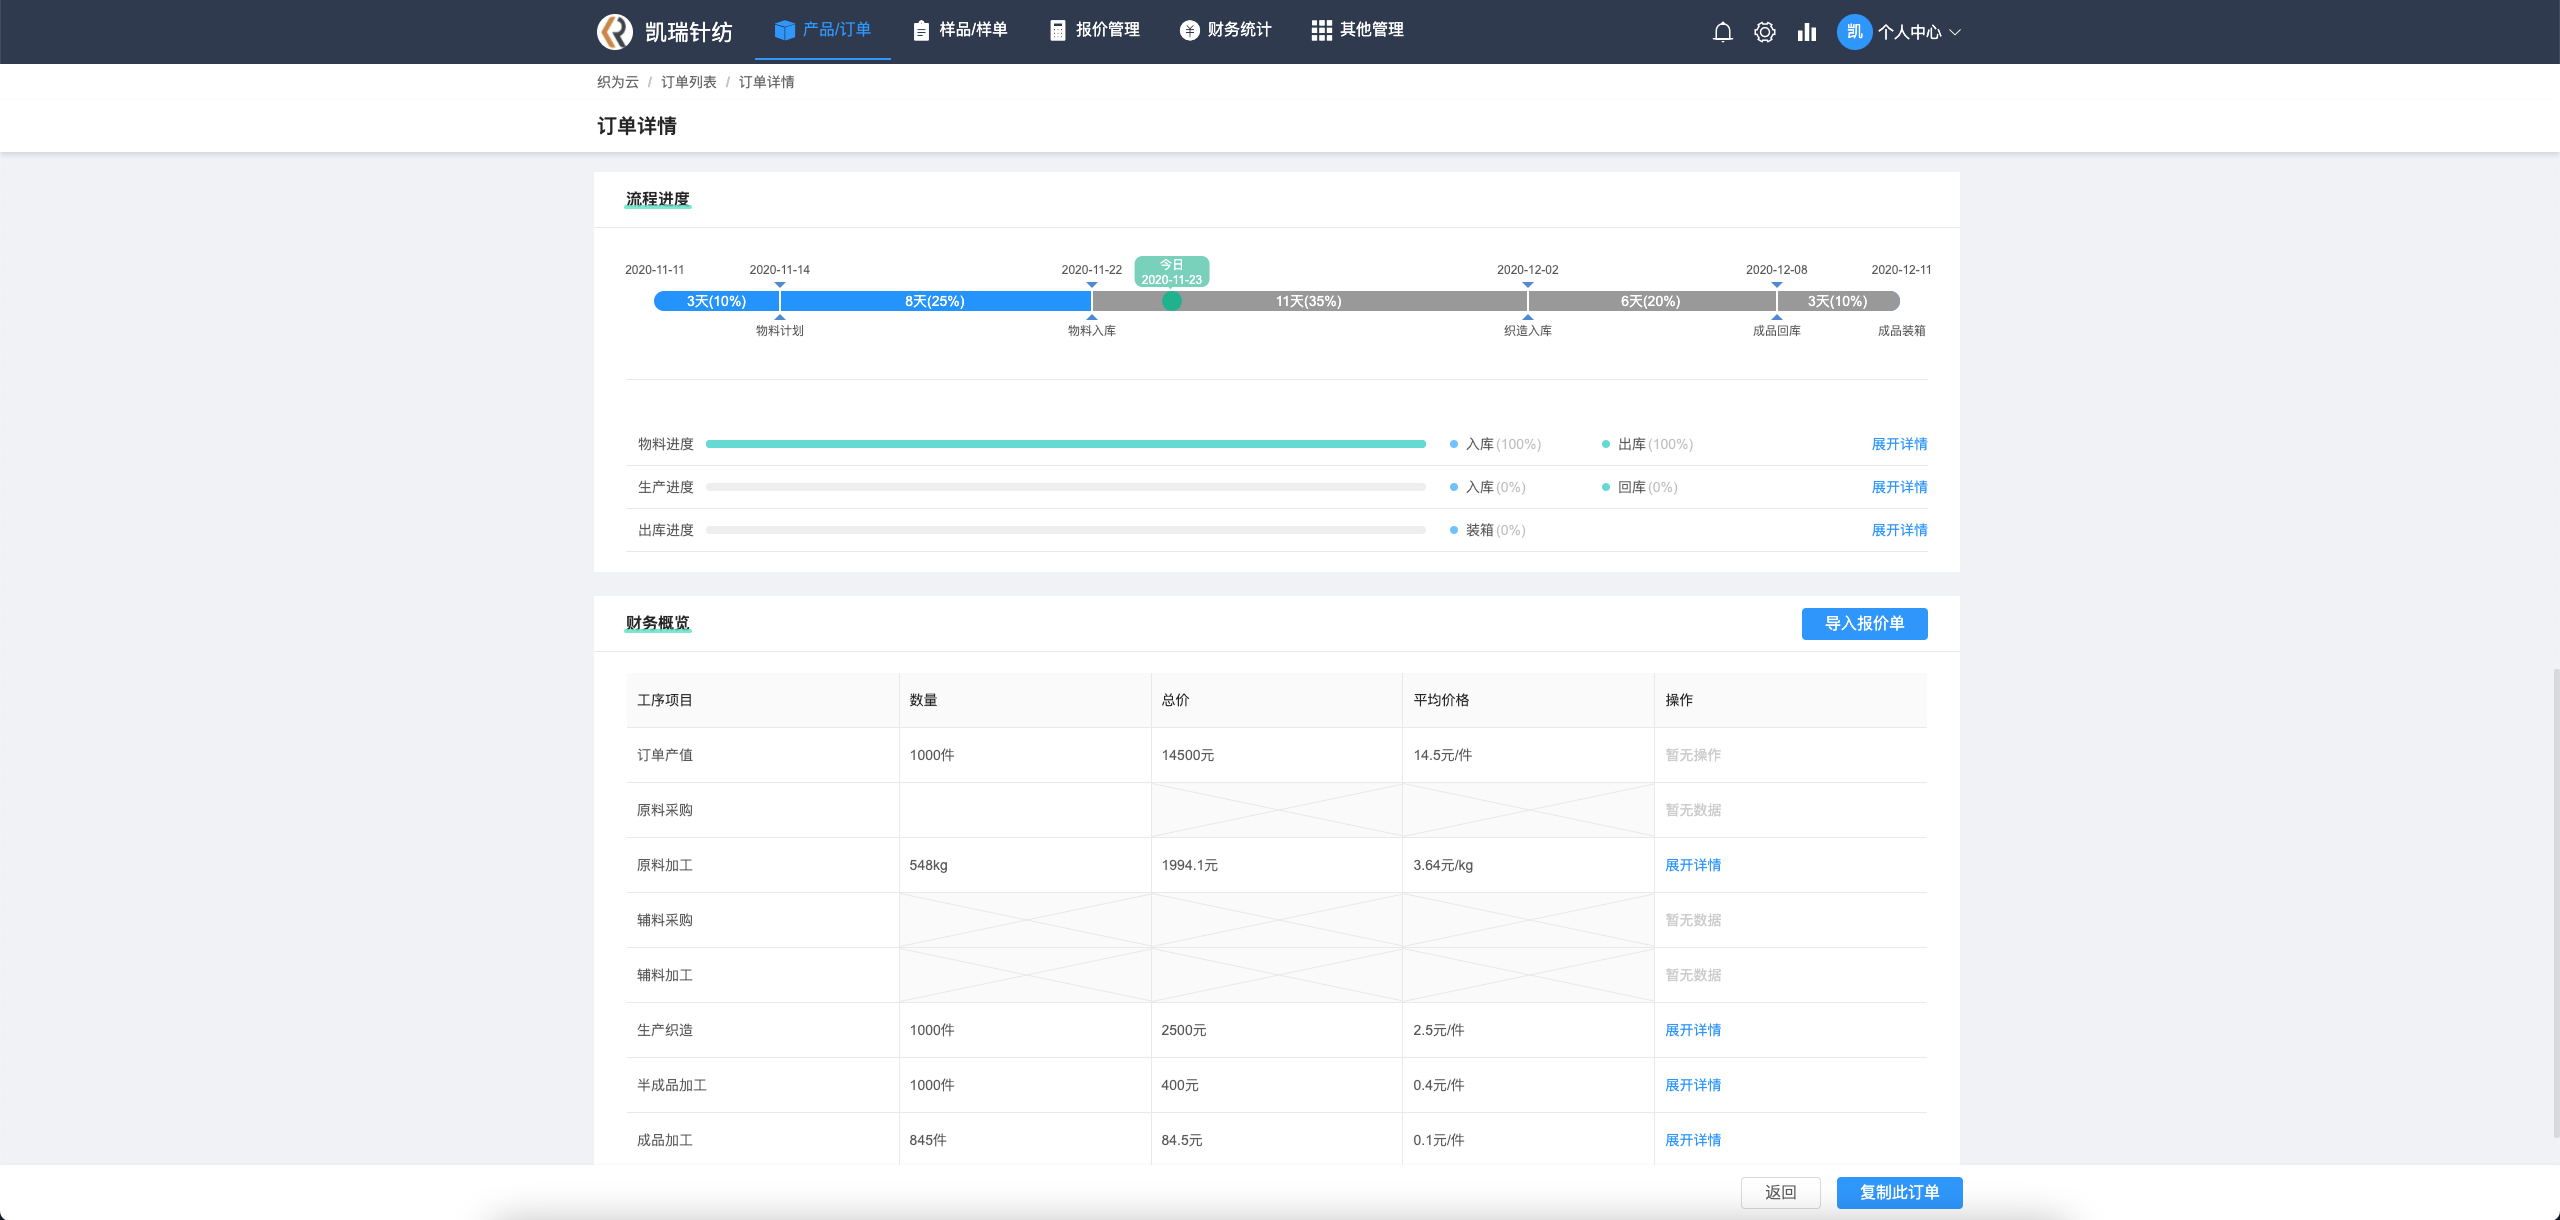 凯瑞针纺 产品/订单 样品/样单 报价管理 财务统计 其他管理 凯 个人中心
织为云 / 订单列表 / 订单详情
订单详情
流程进度
2020-11-11 2020-11-14 2020-11-22 今日 2020-11-23 2020-12-02 2020-12-08 2020-12-11
3天(10%) 8天(25%) 11天(35%) 6天(20%) 3天(10%)
物料计划 物料入库 织造入库 成品回库 成品装箱
物料进度 入库(100%) 出库(100%) 展开详情
生产进度 入库(0%) 回库(0%) 展开详情
出库进度 装箱(0%) 展开详情
财务概览 导入报价单
工序项目 数量 总价 平均价格 操作
订单产值 1000件 14500元 14.5元/件 暂无操作
原料采购 暂无数据
原料加工 548kg 1994.1元 3.64元/kg 展开详情
辅料采购 暂无数据
辅料加工 暂无数据
生产织造 1000件 2500元 2.5元/件 展开详情
半成品加工 1000件 400元 0.4元/件 展开详情
成品加工 845件 84.5元 0.1元/件 展开详情
返回 复制此订单